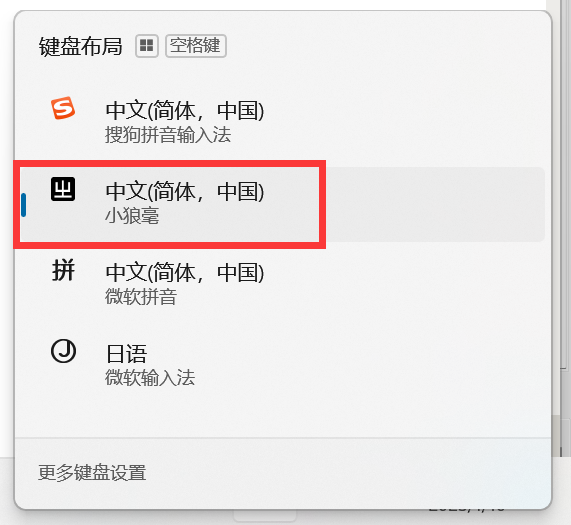 键盘布局 空格键
中文(简体，中国)
搜狗拼音输入法
中文(简体，中国)
小狼毫
拼 中文(简体，中国)
微软拼音
日语
微软输入法
更多键盘设置